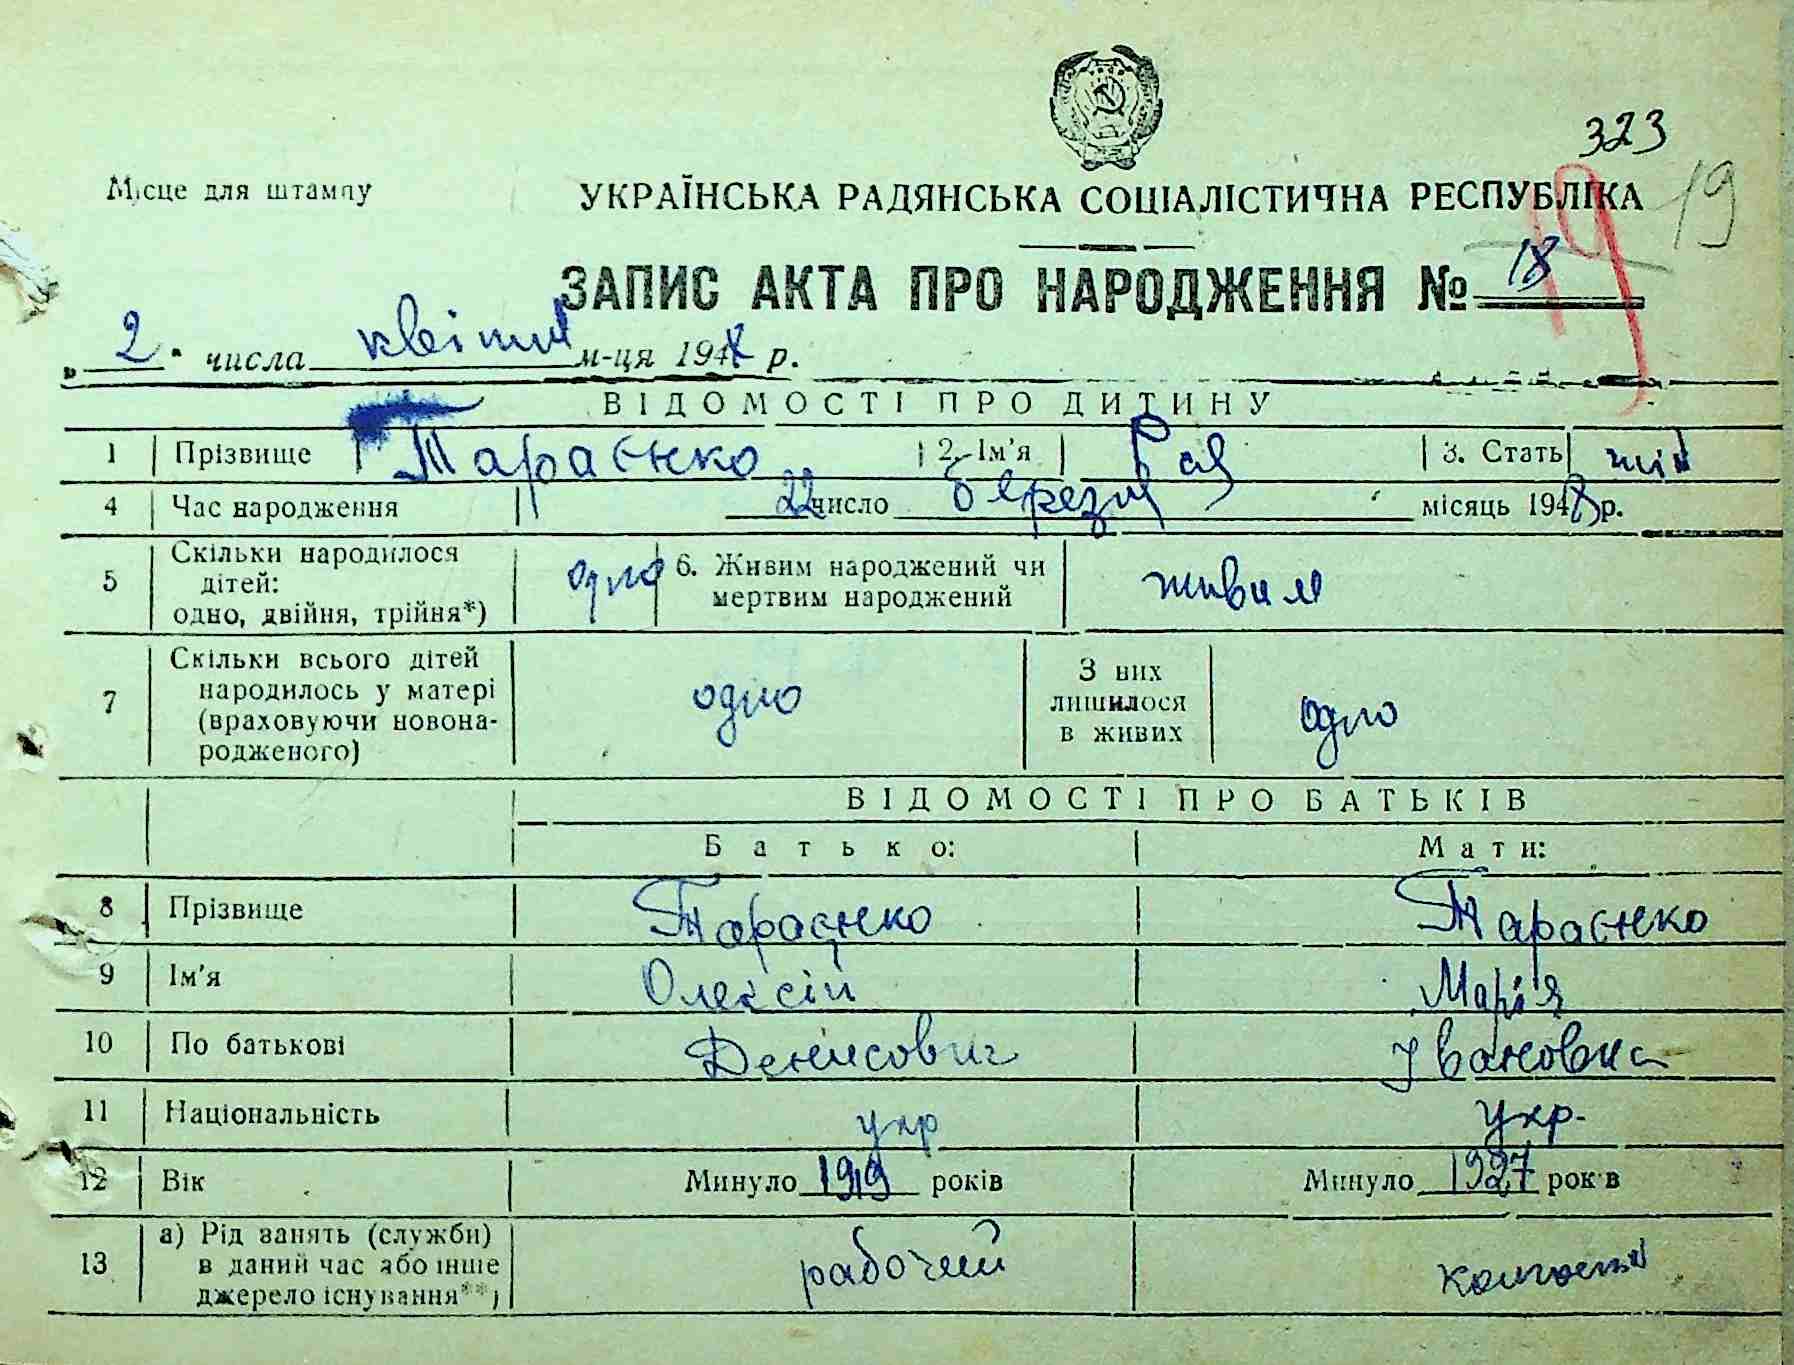 323
Місце для штампу
УКРАЇНСЬКА РАДЯНСЬКА СОЦІАЛІСТИЧНА РЕСПУБЛІКА
19
ЗАПИС АКТА ПРО НАРОДЖЕННЯ № 18
19
„ 2 " числа квітня м-ця 1948 р.
ВІДОМОСТІ ПРО ДИТИНУ
1 Прізвище Тараєнко 2. Ім'я Рая 3. Стать жін
4 Час народження 22 число березня місяць 1948 р.
5 Скільки народилося дітей: одно, двійня, трійня*) одно 6. Живим народжений чи мертвим народжений живим
7 Скільки всього дітей народилось у матері (враховуючи новонародженого) одно З них лишилося в живих одно
ВІДОМОСТІ ПРО БАТЬКІВ
Батько: Мати:
8 Прізвище Тараєнко Тараєнко
9 Ім'я Олексій Марія
10 По батькові Денисович Івановна
11 Національність укр укр.
12 Вік Минуло 1919 років Минуло 1927 років
13 а) Рід занять (служби) в даний час або інше джерело існування**) рабочий